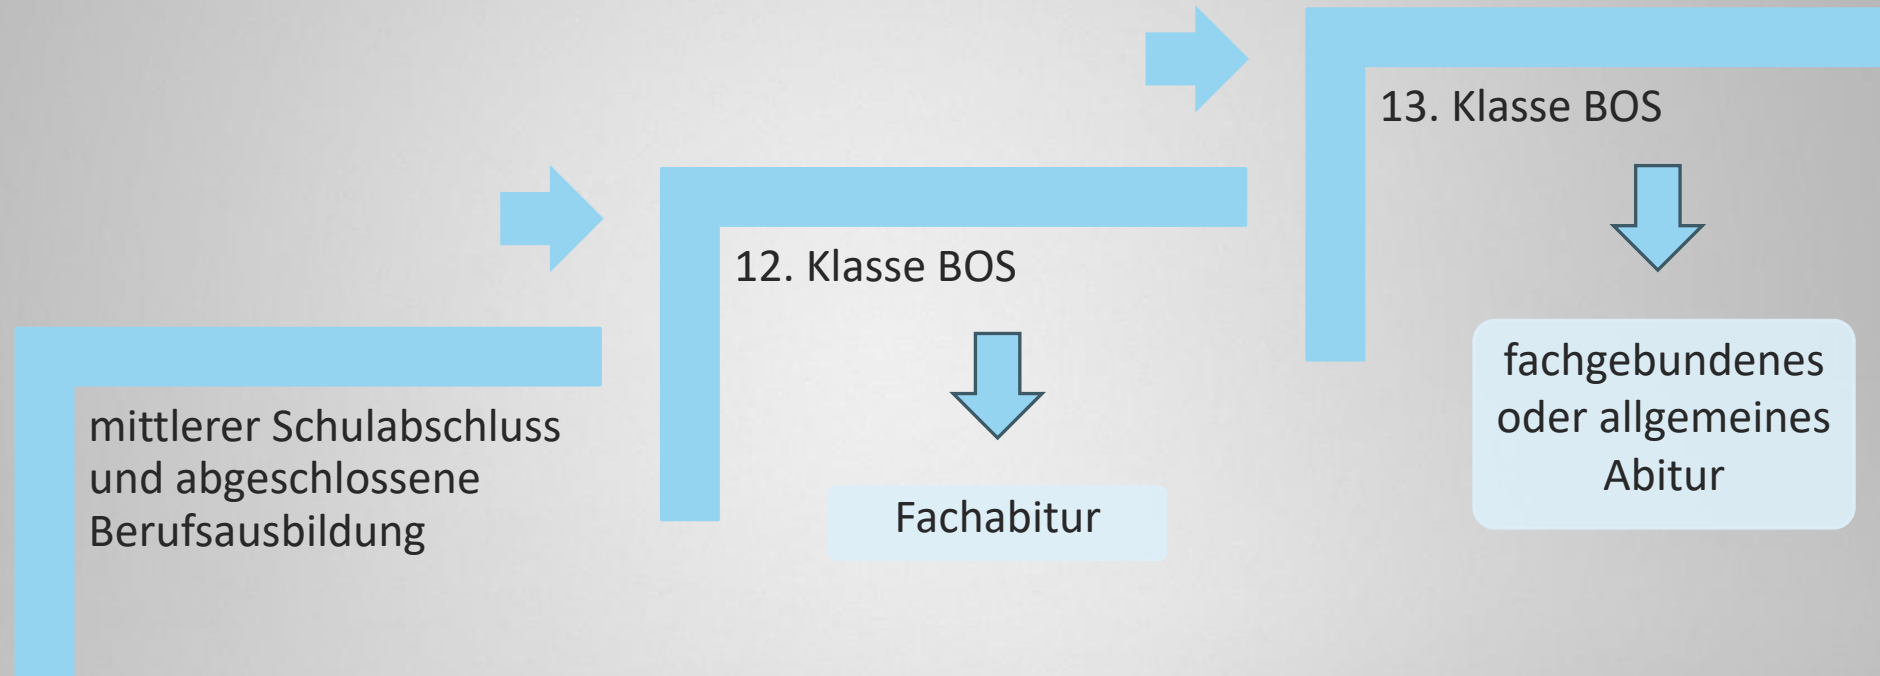 mittlerer Schulabschluss
und abgeschlossene
Berufsausbildung
12. Klasse BOS
Fachabitur
13. Klasse BOS
fachgebundenes
oder allgemeines
Abitur